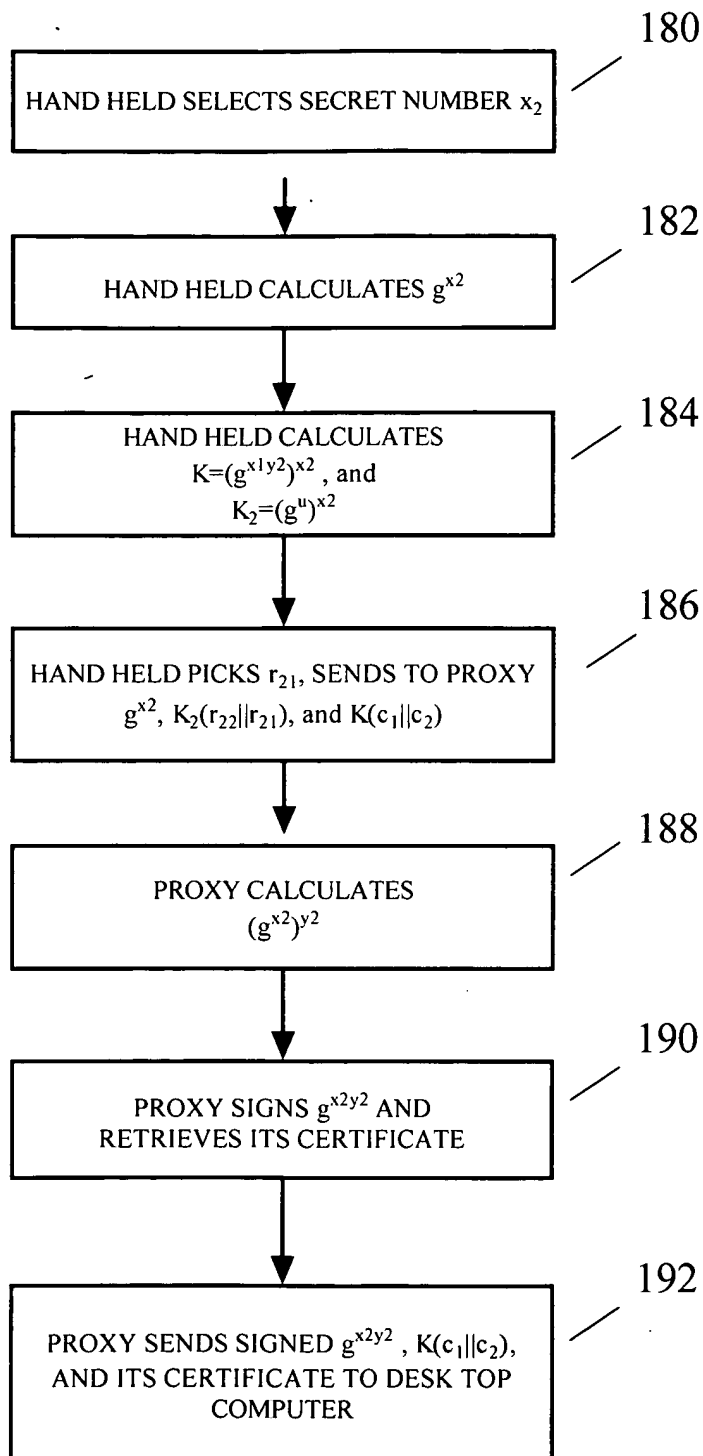 180
HAND HELD SELECTS SECRET NUMBER x₂
182
HAND HELD CALCULATES g^x2
184
HAND HELD CALCULATES
K=(g^x1y2)^x2 , and
K₂=(g^u)^x2
186
HAND HELD PICKS r₂₁, SENDS TO PROXY
g^x2, K₂(r₂₂||r₂₁), and K(c₁||c₂)
188
PROXY CALCULATES
(g^x2)^y2
190
PROXY SIGNS g^x2y2 AND
RETRIEVES ITS CERTIFICATE
192
PROXY SENDS SIGNED g^x2y2 , K(c₁||c₂),
AND ITS CERTIFICATE TO DESK TOP
COMPUTER